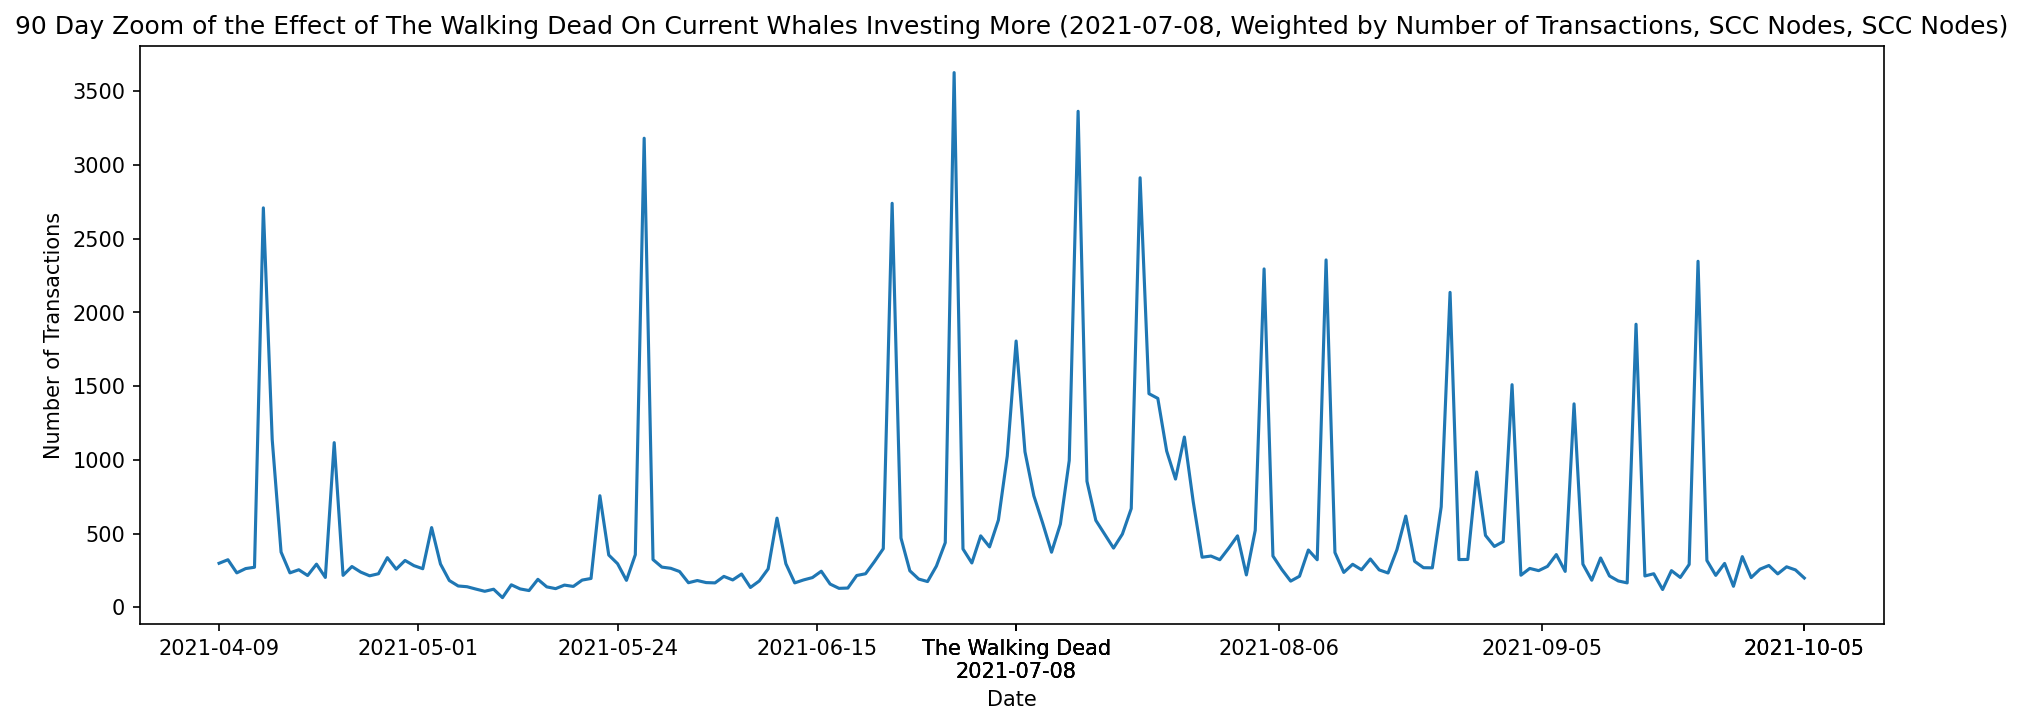 90 Day Zoom of the Effect of The Walking Dead On Current Whales Investing More (2021-07-08, Weighted by Number of Transactions, SCC Nodes, SCC Nodes)
3500
3000
2500
2000
1500
1000
500
0
Number of Transactions
2021-04-09 2021-05-01 2021-05-24 2021-06-15 The Walking Dead 2021-08-06 2021-09-05 2021-10-05
2021-07-08
Date